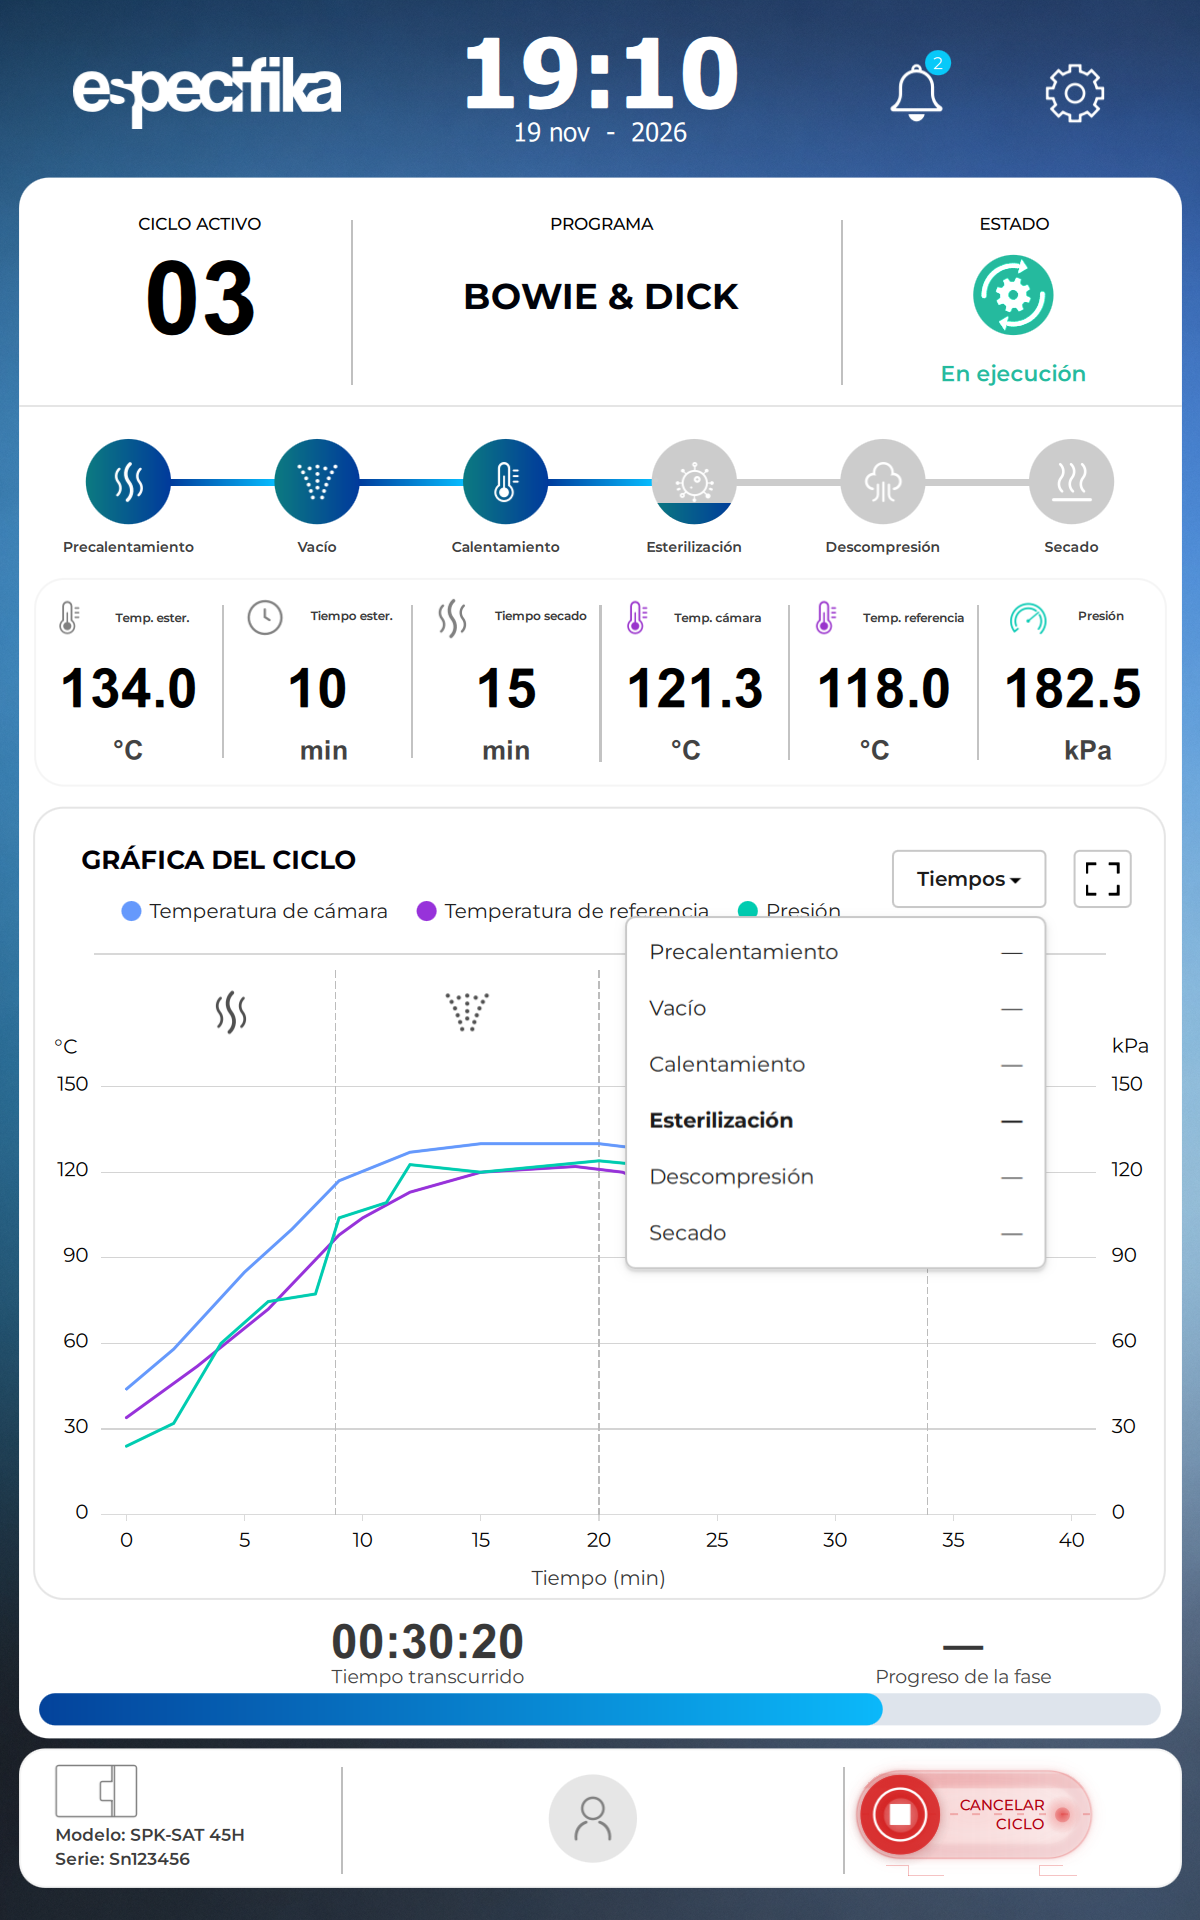 especifika
19:10
19 nov - 2026
2
CICLO ACTIVO
03
PROGRAMA
BOWIE & DICK
ESTADO
En ejecución
Precalentamiento
Vacío
Calentamiento
Esterilización
Descompresión
Secado
Temp. ester.
134.0
°C
Tiempo ester.
10
min
Tiempo secado
15
min
Temp. cámara
121.3
°C
Temp. referencia
118.0
°C
Presión
182.5
kPa
GRÁFICA DEL CICLO
Tiempos
Temperatura de cámara
Temperatura de referencia
Presión
Precalentamiento —
Vacío —
Calentamiento —
Esterilización —
Descompresión —
Secado —
°C
150
120
90
60
30
0
kPa
150
120
90
60
30
0
0 5 10 15 20 25 30 35 40
Tiempo (min)
00:30:20
Tiempo transcurrido
—
Progreso de la fase
Modelo: SPK-SAT 45H
Serie: Sn123456
CANCELAR
CICLO